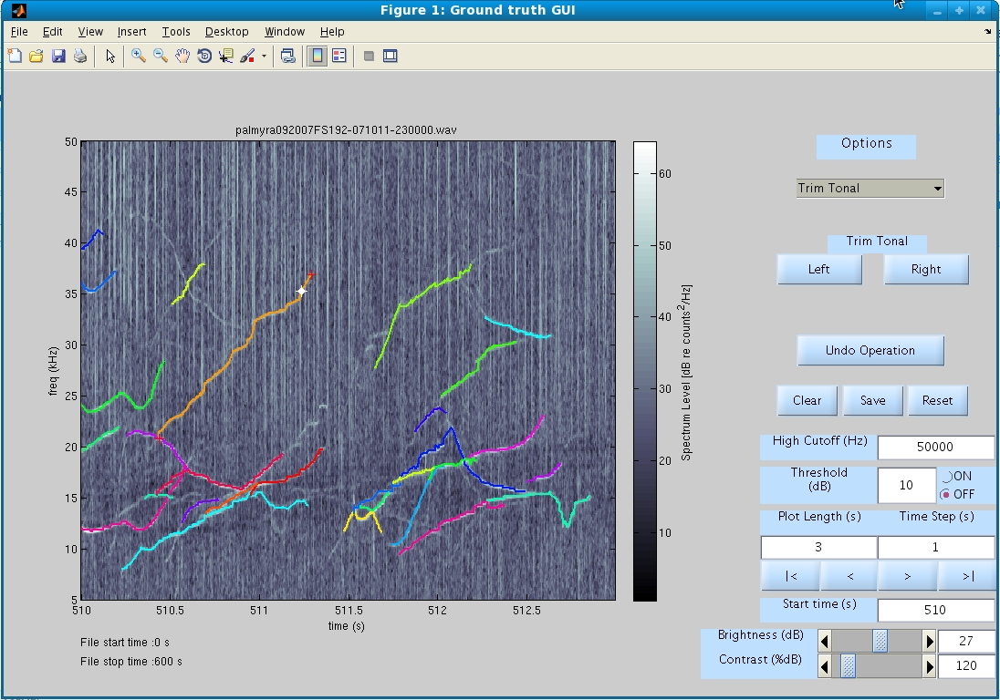 Figure 1: Ground truth GUI
File Edit View Insert Tools Desktop Window Help
palmyra092007FS192-071011-230000.wav
50
45
40
35
30
25
20
15
10
5
freq (kHz)
510 510.5 511 511.5 512 512.5
time (s)
File start time :0 s
File stop time :600 s
60
50
40
30
20
10
Spectrum Level [dB re counts²/Hz]
Options
Trim Tonal
Trim Tonal
Left Right
Undo Operation
Clear Save Reset
High Cutoff (Hz) 50000
Threshold (dB) 10 ON
OFF
Plot Length (s) Time Step (s)
3 1
|< < > >|
Start time (s) 510
Brightness (dB) 27
Contrast (%dB) 120